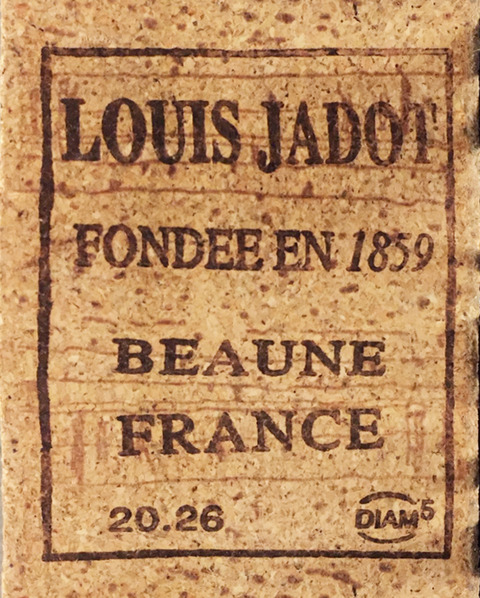 LOUIS JADOT
FONDEE EN 1859
BEAUNE
FRANCE
20.26 DIAM5